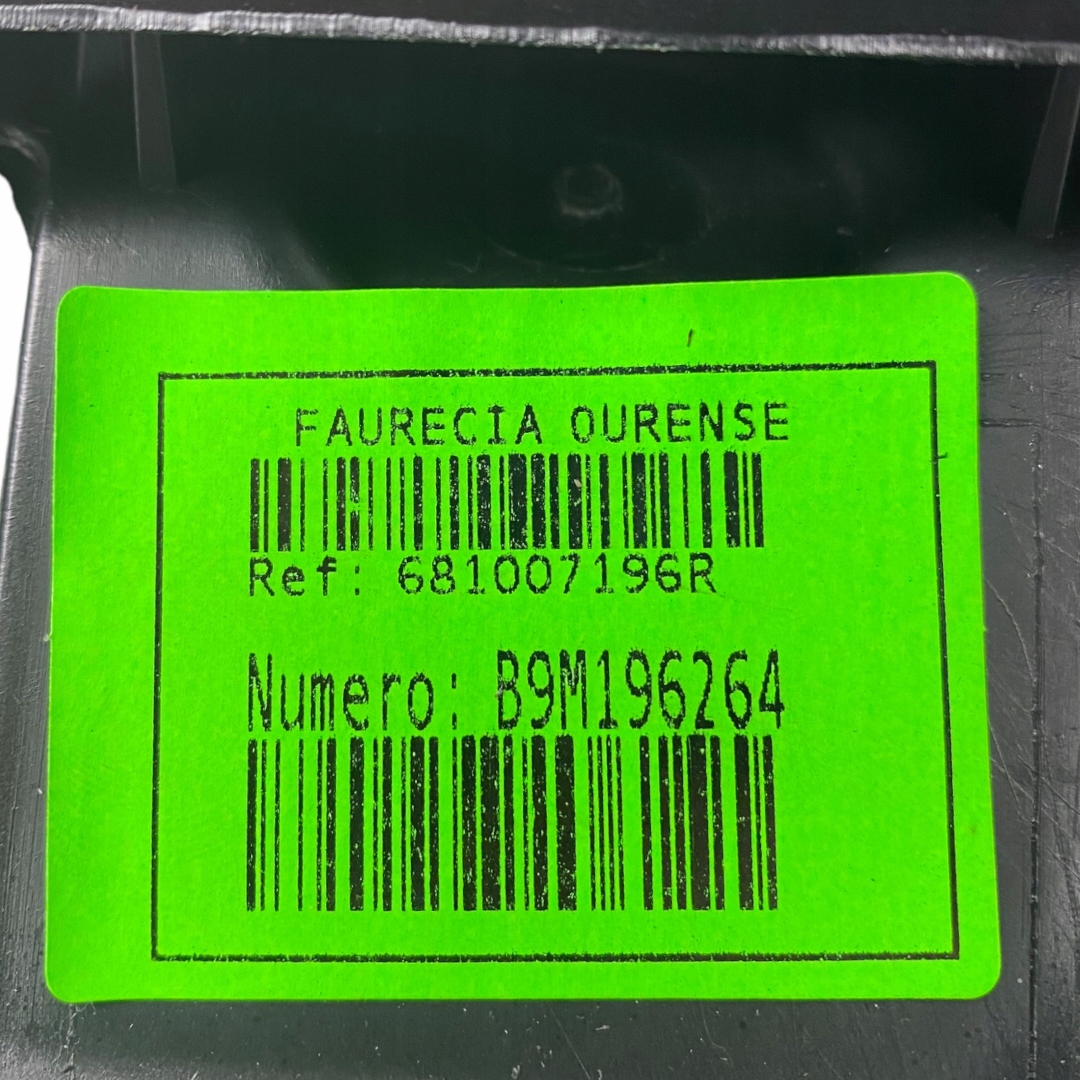 FAURECIA OURENSE
Ref: 681007196R
Numero: B9M196264